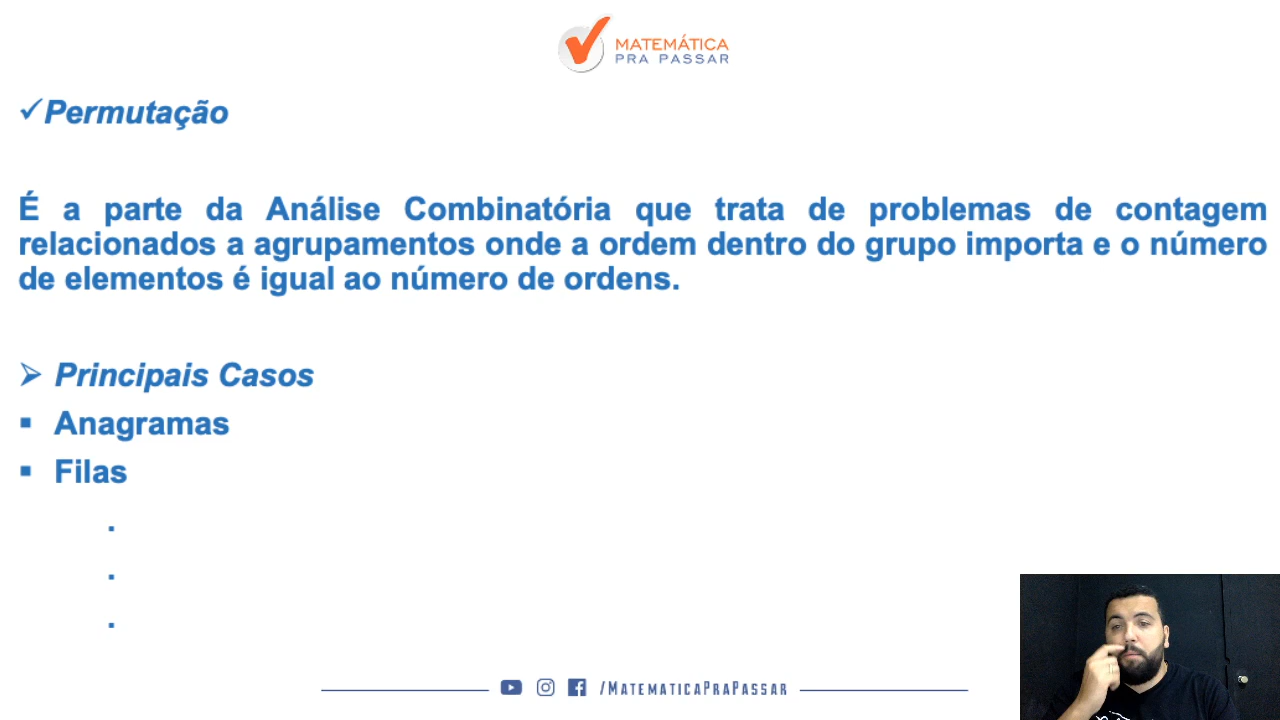 MATEMÁTICA
PRA PASSAR
Permutação
É a parte da Análise Combinatória que trata de problemas de contagem
relacionados a agrupamentos onde a ordem dentro do grupo importa e o número
de elementos é igual ao número de ordens.
Principais Casos
Anagramas
Filas
.
.
.
/MATEMATICAPRAPASSAR